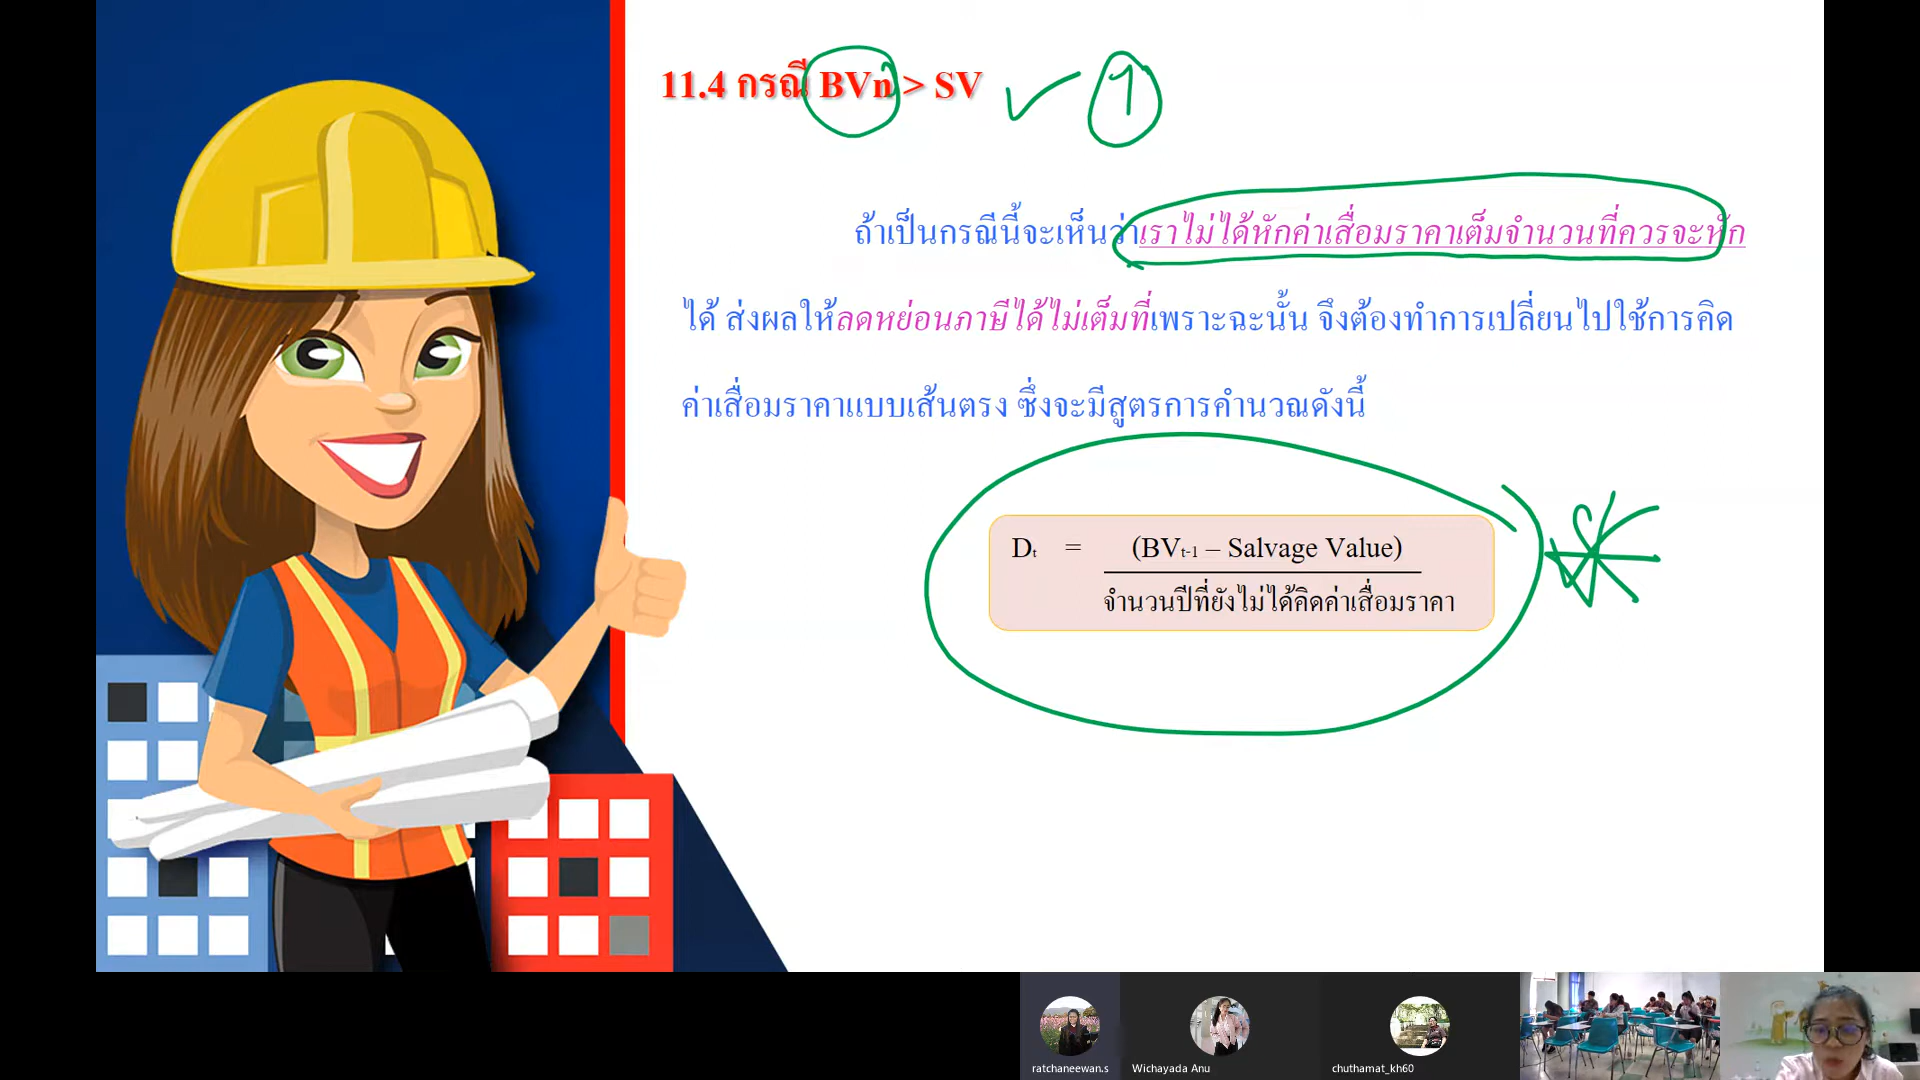 11.4 กรณี BVn > SV ✓ 1
ถ้าเป็นกรณีนี้จะเห็นว่าเราไม่ได้หักค่าเสื่อมราคาเต็มจำนวนที่ควรจะหัก
ได้ ส่งผลให้ลดหย่อนภาษีได้ไม่เต็มที่เพราะฉะนั้น จึงต้องทำการเปลี่ยนไปใช้การคิด
ค่าเสื่อมราคาแบบเส้นตรง ซึ่งจะมีสูตรการคำนวณดังนี้
Dt = (BVt-1 – Salvage Value)
จำนวนปีที่ยังไม่ได้คิดค่าเสื่อมราคา
ratchaneewan.s
Wichayada Anu
chuthamat_kh60